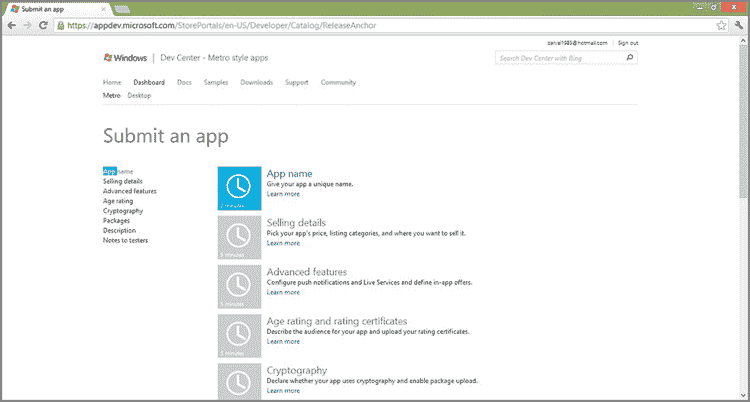 Submit an app
https://appdev.microsoft.com/StorePortals/en-US/Developer/Catalog/ReleaseAnchor
Sign out
Windows | Dev Center - Metro style apps
Search Dev Center with Bing
Home Dashboard Docs Samples Downloads Support Community
Metro Desktop
Submit an app
App name
Selling details
Advanced features
Age rating
Cryptography
Packages
Description
Notes to testers
App name
Give your app a unique name.
Learn more
Selling details
Pick your app's price, listing categories, and where you want to sell it.
Learn more
5 minutes
Advanced features
Configure push notifications and Live Services and define in-app offers.
Learn more
5 minutes
Age rating and rating certificates
Describe the audience for your app and upload your rating certificates.
Learn more
5 minutes
Cryptography
Declare whether your app uses cryptography and enable package upload.
Learn more